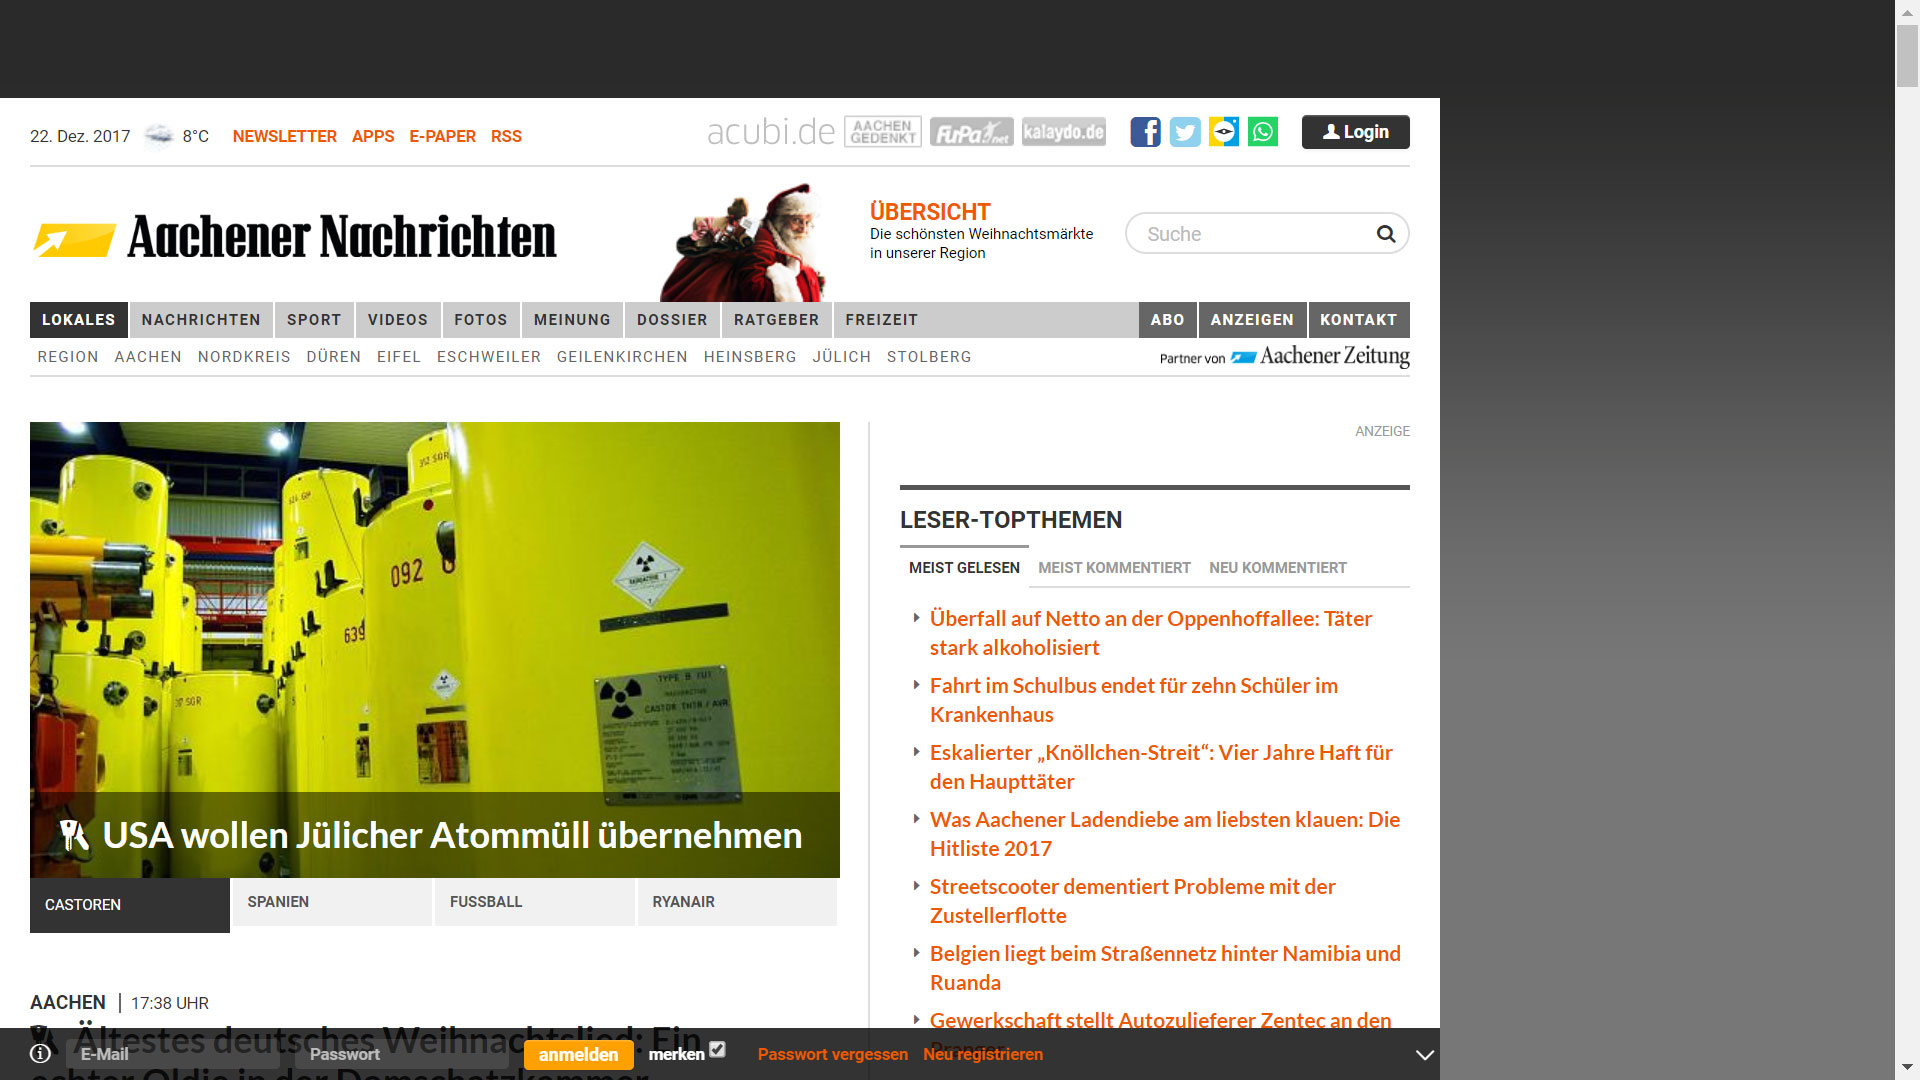 22. Dez. 2017 8°C NEWSLETTER APPS E-PAPER RSS
acubi.de AACHEN GEDENKT FuPa.net kalaydo.de Login
Aachener Nachrichten
ÜBERSICHT
Die schönsten Weihnachtsmärkte
in unserer Region
Suche
LOKALES NACHRICHTEN SPORT VIDEOS FOTOS MEINUNG DOSSIER RATGEBER FREIZEIT ABO ANZEIGEN KONTAKT
REGION AACHEN NORDKREIS DÜREN EIFEL ESCHWEILER GEILENKIRCHEN HEINSBERG JÜLICH STOLBERG
Partner von Aachener Zeitung
092
639
USA wollen Jülicher Atommüll übernehmen
CASTOREN SPANIEN FUSSBALL RYANAIR
AACHEN | 17:38 UHR
Ältestes deutsches Weihnachtslied: Ein
echter Oldie in der Domschatzkammer
ANZEIGE
LESER-TOPTHEMEN
MEIST GELESEN MEIST KOMMENTIERT NEU KOMMENTIERT
Überfall auf Netto an der Oppenhoffallee: Täter
stark alkoholisiert
Fahrt im Schulbus endet für zehn Schüler im
Krankenhaus
Eskalierter „Knöllchen-Streit“: Vier Jahre Haft für
den Haupttäter
Was Aachener Ladendiebe am liebsten klauen: Die
Hitliste 2017
Streetscooter dementiert Probleme mit der
Zustellerflotte
Belgien liegt beim Straßennetz hinter Namibia und
Ruanda
Gewerkschaft stellt Autozulieferer Zentec an den
Pranger
E-Mail Passwort anmelden merken Passwort vergessen Neu registrieren